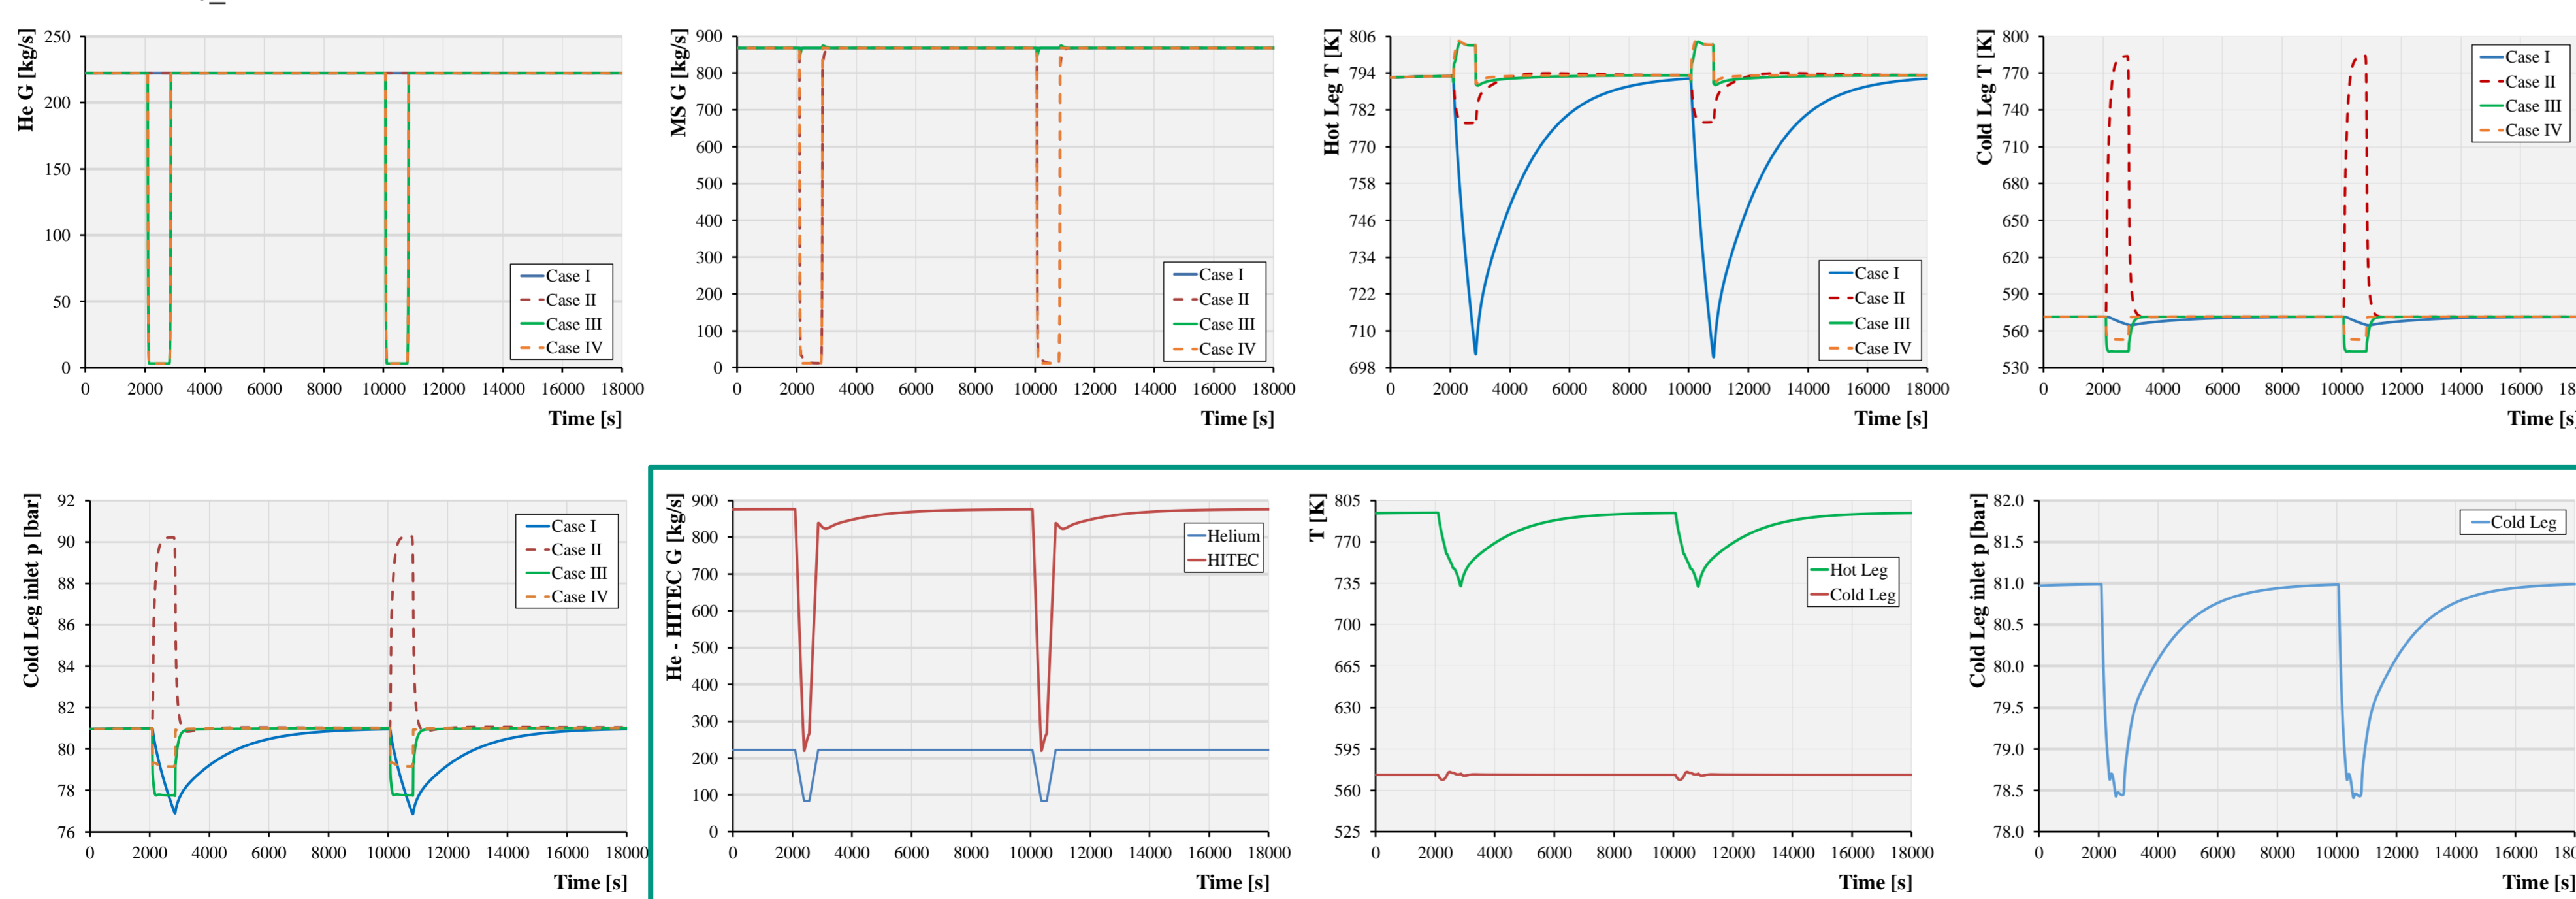 He G [kg/s]
250
200
150
100
50
0
0 2000 4000 6000 8000 10000 12000 14000 16000 18000
Time [s]
Case I
Case II
Case III
Case IV
MS G [kg/s]
900
800
700
600
500
400
300
200
100
0
0 2000 4000 6000 8000 10000 12000 14000 16000 18000
Time [s]
Case I
Case II
Case III
Case IV
Hot Leg T [K]
806
794
782
770
758
746
734
722
710
698
0 2000 4000 6000 8000 10000 12000 14000 16000 18000
Time [s]
Case I
Case II
Case III
Case IV
Cold Leg T [K]
800
770
740
710
680
650
620
590
560
530
0 2000 4000 6000 8000 10000 12000 14000 16000
Time [s]
Case I
Case II
Case III
Case IV
Cold Leg inlet p [bar]
92
90
88
86
84
82
80
78
76
0 2000 4000 6000 8000 10000 12000 14000 16000 18000
Time [s]
Case I
Case II
Case III
Case IV
He - HITEC G [kg/s]
900
800
700
600
500
400
300
200
100
0
0 2000 4000 6000 8000 10000 12000 14000 16000 18000
Time [s]
Helium
HITEC
T [K]
805
770
735
700
665
630
595
560
525
0 2000 4000 6000 8000 10000 12000 14000 16000 18000
Time [s]
Hot Leg
Cold Leg
Cold Leg inlet p [bar]
82.0
81.5
81.0
80.5
80.0
79.5
79.0
78.5
78.0
0 2000 4000 6000 8000 10000 12000 14000 16000
Time [s]
Cold Leg